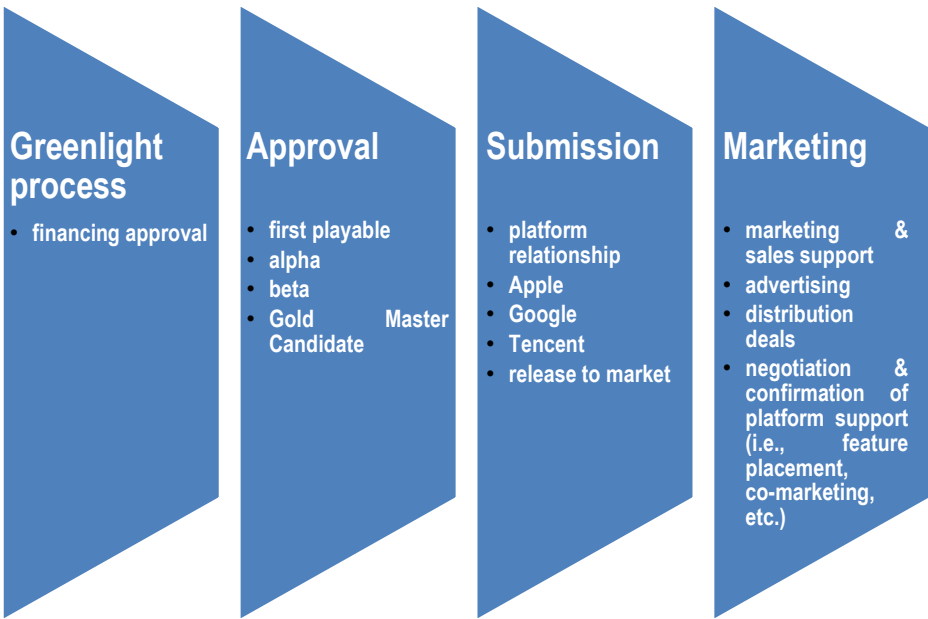 Greenlight
process
• financing approval
Approval
• first playable
• alpha
• beta
• Gold Master
Candidate
Submission
• platform
relationship
• Apple
• Google
• Tencent
• release to market
Marketing
• marketing &
sales support
• advertising
• distribution
deals
• negotiation &
confirmation of
platform support
(i.e., feature
placement,
co-marketing,
etc.)